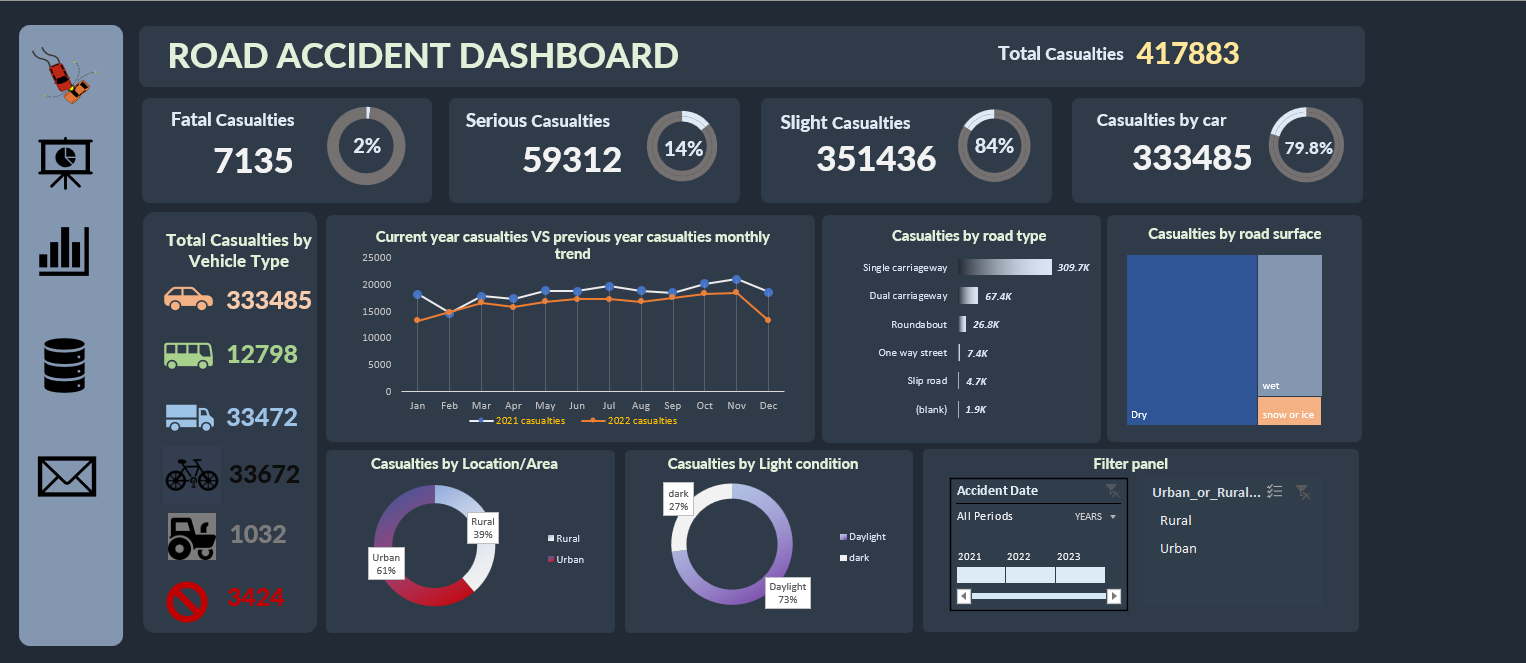 ROAD ACCIDENT DASHBOARD
Total Casualties 417883
Fatal Casualties
7135
2%
Serious Casualties
59312
14%
Slight Casualties
351436
84%
Casualties by car
333485
79.8%
Total Casualties by
Vehicle Type
333485
12798
33472
33672
1032
3424
Current year casualties VS previous year casualties monthly
trend
25000
20000
15000
10000
5000
0
Jan Feb Mar Apr May Jun Jul Aug Sep Oct Nov Dec
2021 casualties 2022 casualties
Casualties by road type
Single carriageway 309.7K
Dual carriageway 67.4K
Roundabout 26.8K
One way street 7.4K
Slip road 4.7K
(blank) 1.9K
Casualties by road surface
Dry
wet
snow or ice
Casualties by Location/Area
Rural
39%
Urban
61%
Rural
Urban
Casualties by Light condition
dark
27%
Daylight
73%
Daylight
dark
Filter panel
Accident Date
All Periods YEARS
2021 2022 2023
Urban_or_Rural...
Rural
Urban